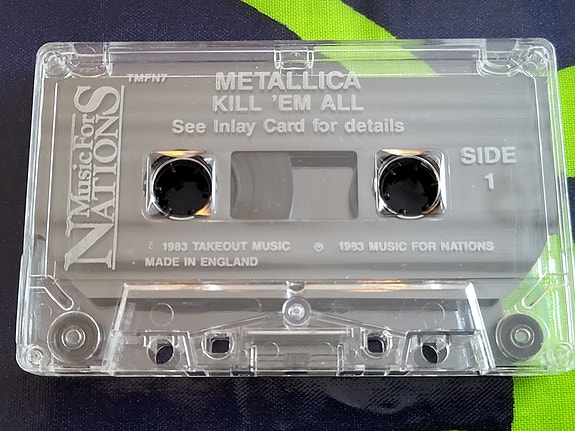 TMFN7
METALLICA
KILL 'EM ALL
See Inlay Card for details
Music For
NATIONS
SIDE
1
c 1983 TAKEOUT MUSIC ℗ 1983 MUSIC FOR NATIONS
MADE IN ENGLAND